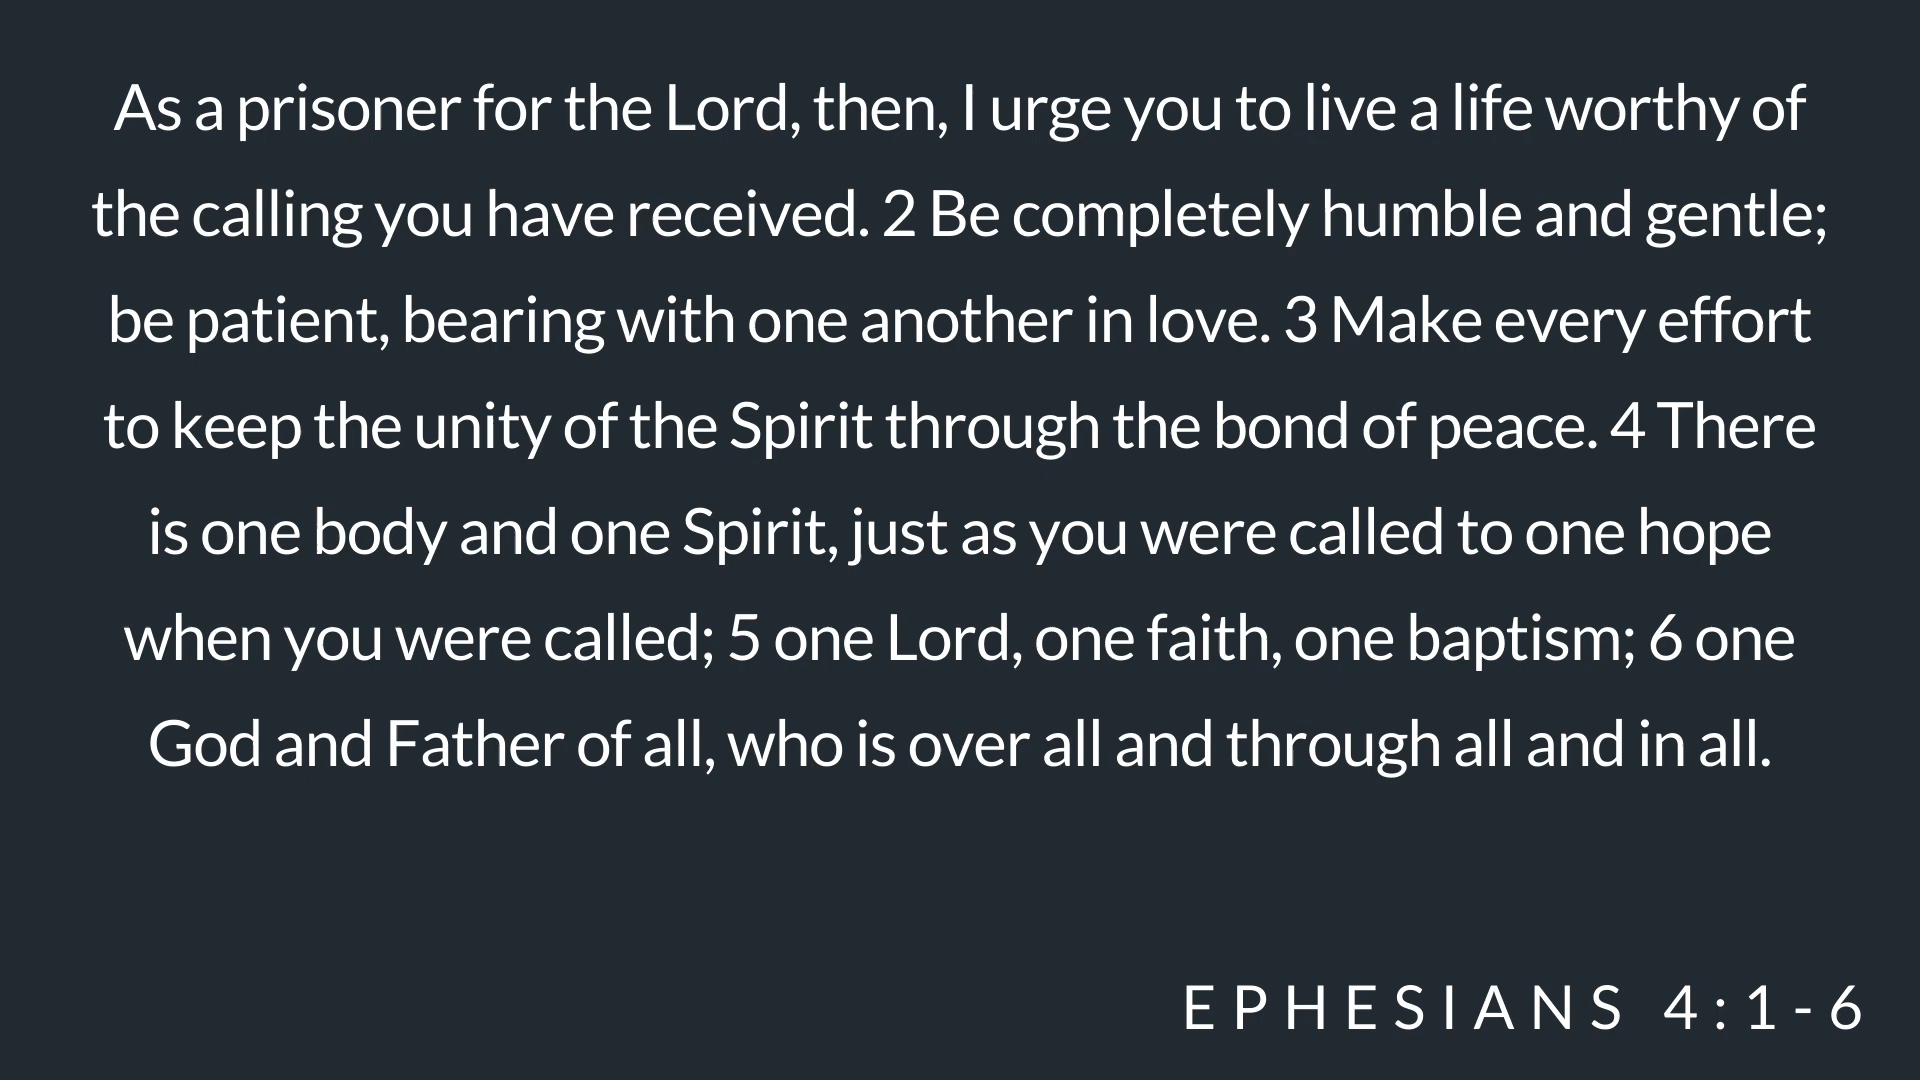 As a prisoner for the Lord, then, I urge you to live a life worthy of
the calling you have received. 2 Be completely humble and gentle;
be patient, bearing with one another in love. 3 Make every effort
to keep the unity of the Spirit through the bond of peace. 4 There
is one body and one Spirit, just as you were called to one hope
when you were called; 5 one Lord, one faith, one baptism; 6 one
God and Father of all, who is over all and through all and in all.
EPHESIANS 4:1-6